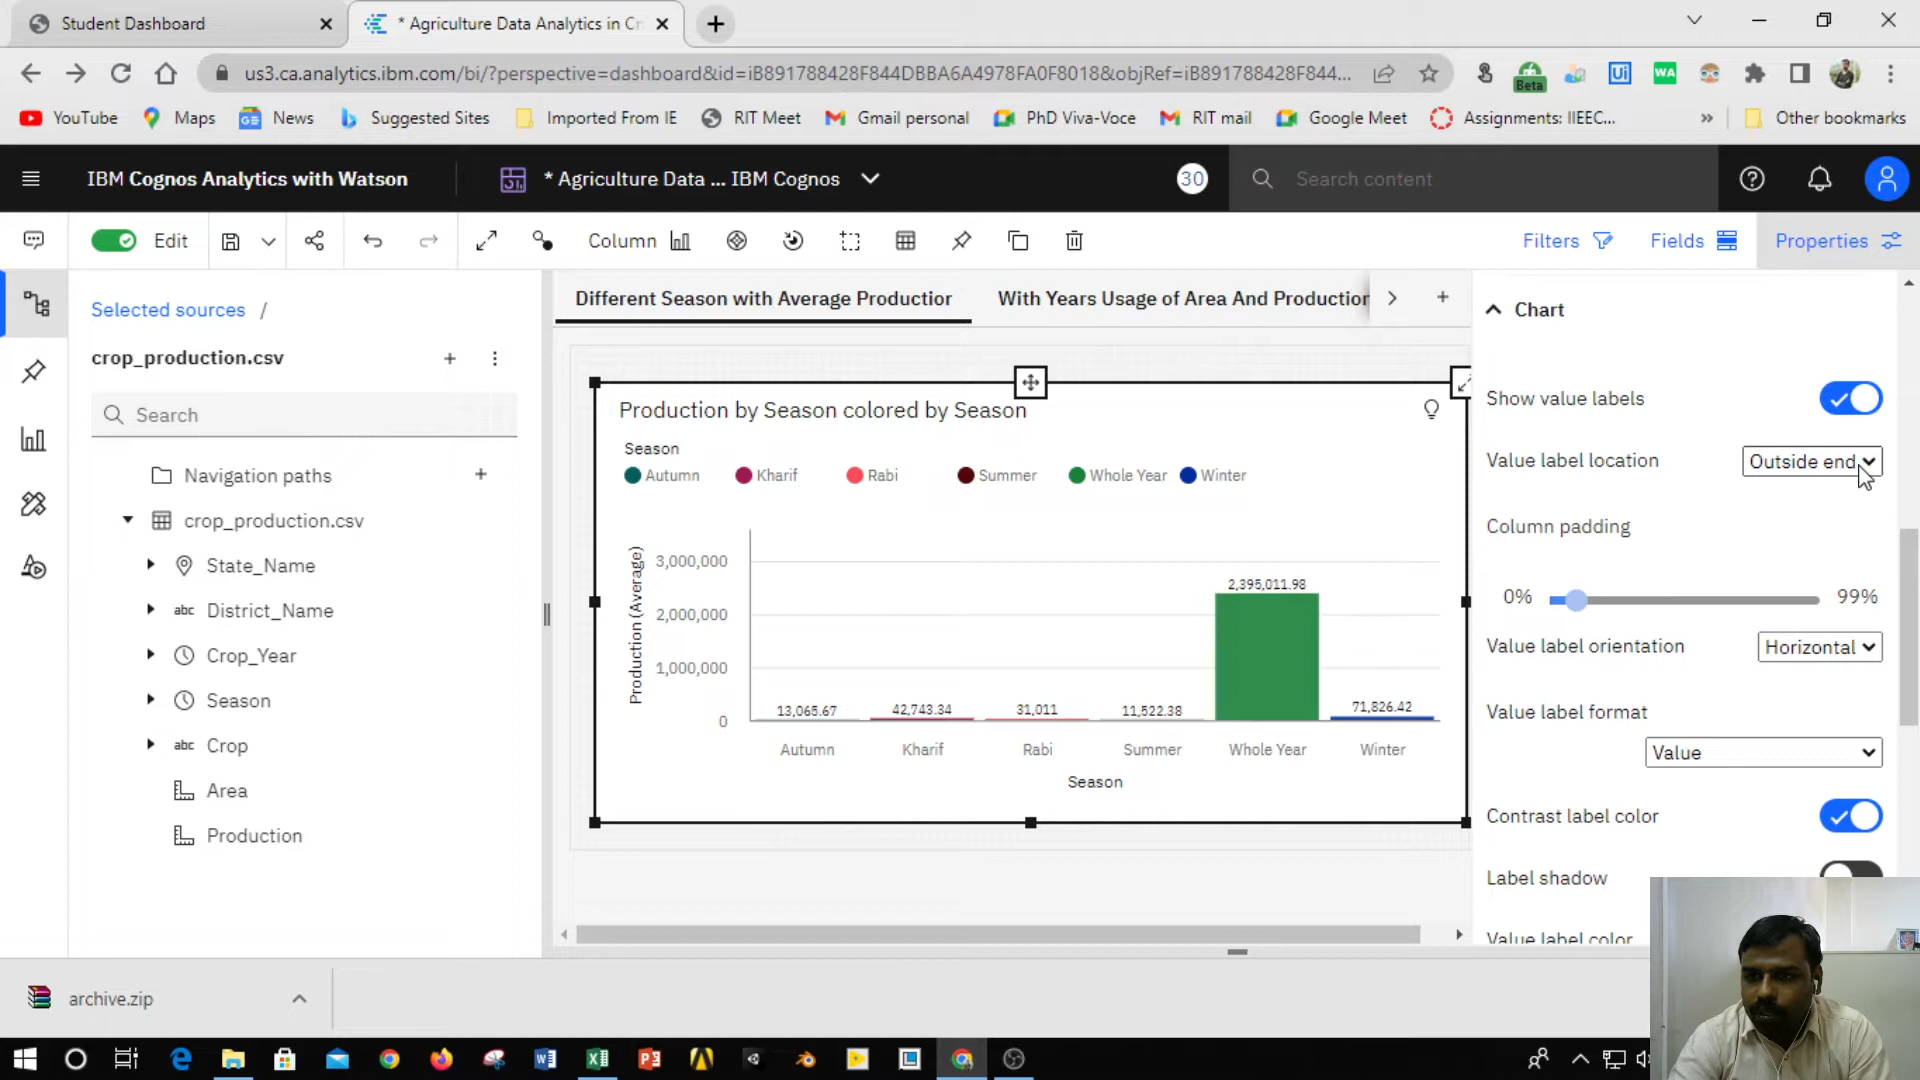 Student Dashboard
* Agriculture Data Analytics in Cr
us3.ca.analytics.ibm.com/bi/?perspective=dashboard&id=iB891788428F844DBBA6A4978FA0F8018&objRef=iB891788428F844...
Beta
Ui
WA
YouTube
Maps
News
Suggested Sites
Imported From IE
RIT Meet
Gmail personal
PhD Viva-Voce
RIT mail
Google Meet
Assignments: IIEEC...
»
Other bookmarks
IBM Cognos Analytics with Watson
* Agriculture Data ... IBM Cognos
30
Search content
Edit
Column
Filters
Fields
Properties
Selected sources /
Different Season with Average Production
With Years Usage of Area And Production
Chart
crop_production.csv
Search
Navigation paths
crop_production.csv
State_Name
abc District_Name
Crop_Year
Season
abc Crop
Area
Production
Production by Season colored by Season
Season
Autumn
Kharif
Rabi
Summer
Whole Year
Winter
Production (Average)
3,000,000
2,000,000
1,000,000
0
13,065.67
42,743.34
31,011
11,522.38
2,395,011.98
71,826.42
Autumn
Kharif
Rabi
Summer
Whole Year
Winter
Season
Show value labels
Value label location
Outside end
Column padding
0%
99%
Value label orientation
Horizontal
Value label format
Value
Contrast label color
Label shadow
Value label color
archive.zip